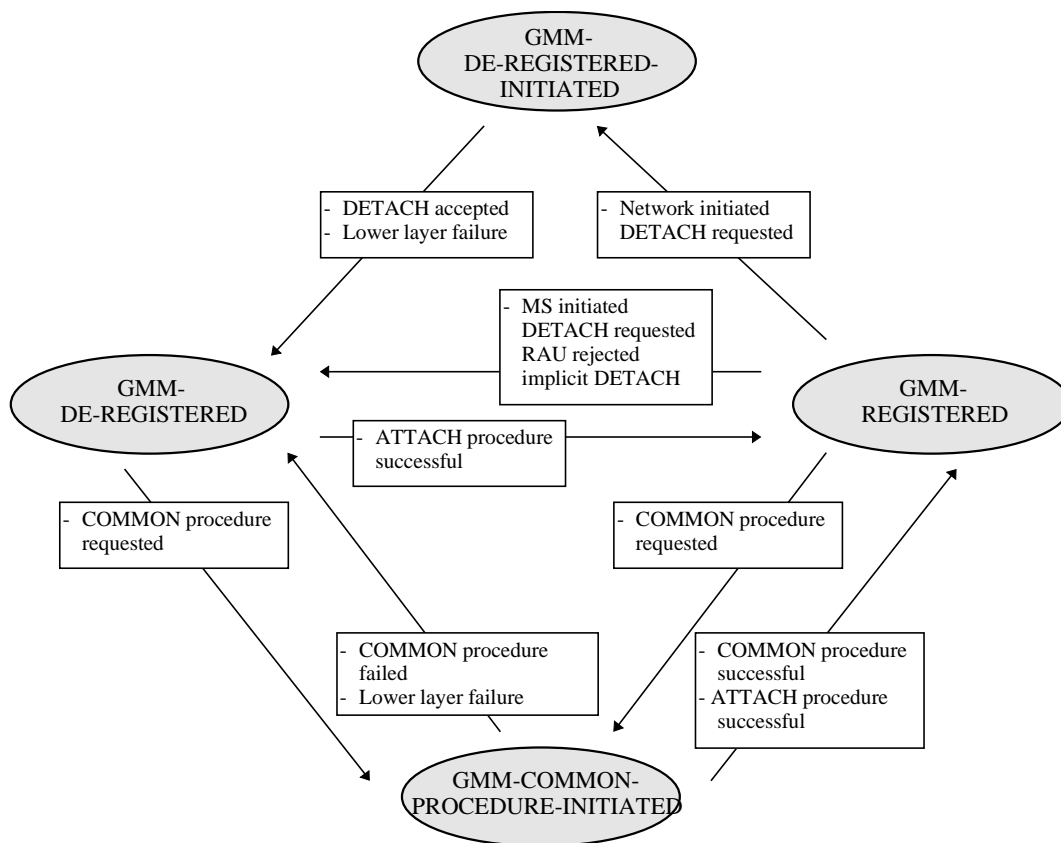 GMM-
DE-REGISTERED-
INITIATED
- DETACH accepted
- Lower layer failure
- Network initiated
DETACH requested
- MS initiated
DETACH requested
RAU rejected
implicit DETACH
GMM-
DE-REGISTERED
GMM-
REGISTERED
- ATTACH procedure
successful
- COMMON procedure
requested
- COMMON procedure
requested
- COMMON procedure
failed
- Lower layer failure
- COMMON procedure
successful
- ATTACH procedure
successful
GMM-COMMON-
PROCEDURE-INITIATED